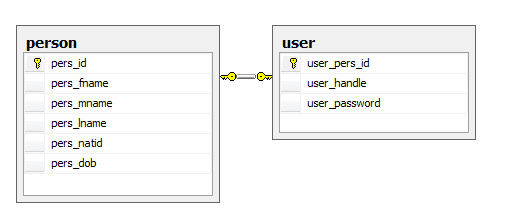 person
pers_id
pers_fname
pers_mname
pers_lname
pers_natid
pers_dob
user
user_pers_id
user_handle
user_password